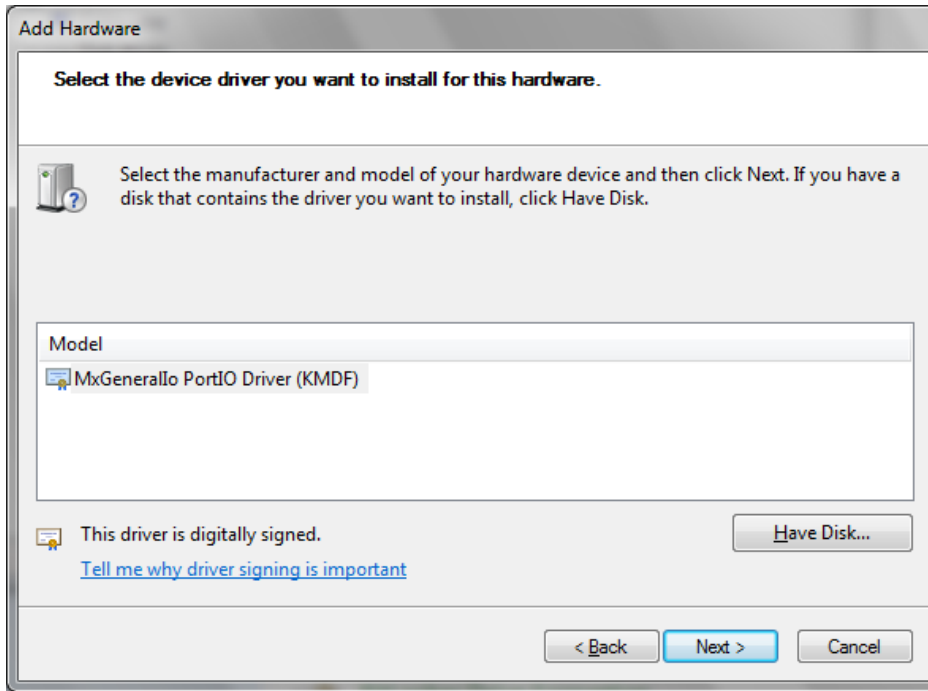 Add Hardware
Select the device driver you want to install for this hardware.
Select the manufacturer and model of your hardware device and then click Next. If you have a
disk that contains the driver you want to install, click Have Disk.
Model
MxGeneralIo PortIO Driver (KMDF)
This driver is digitally signed.
Have Disk...
Tell me why driver signing is important
< Back
Next >
Cancel